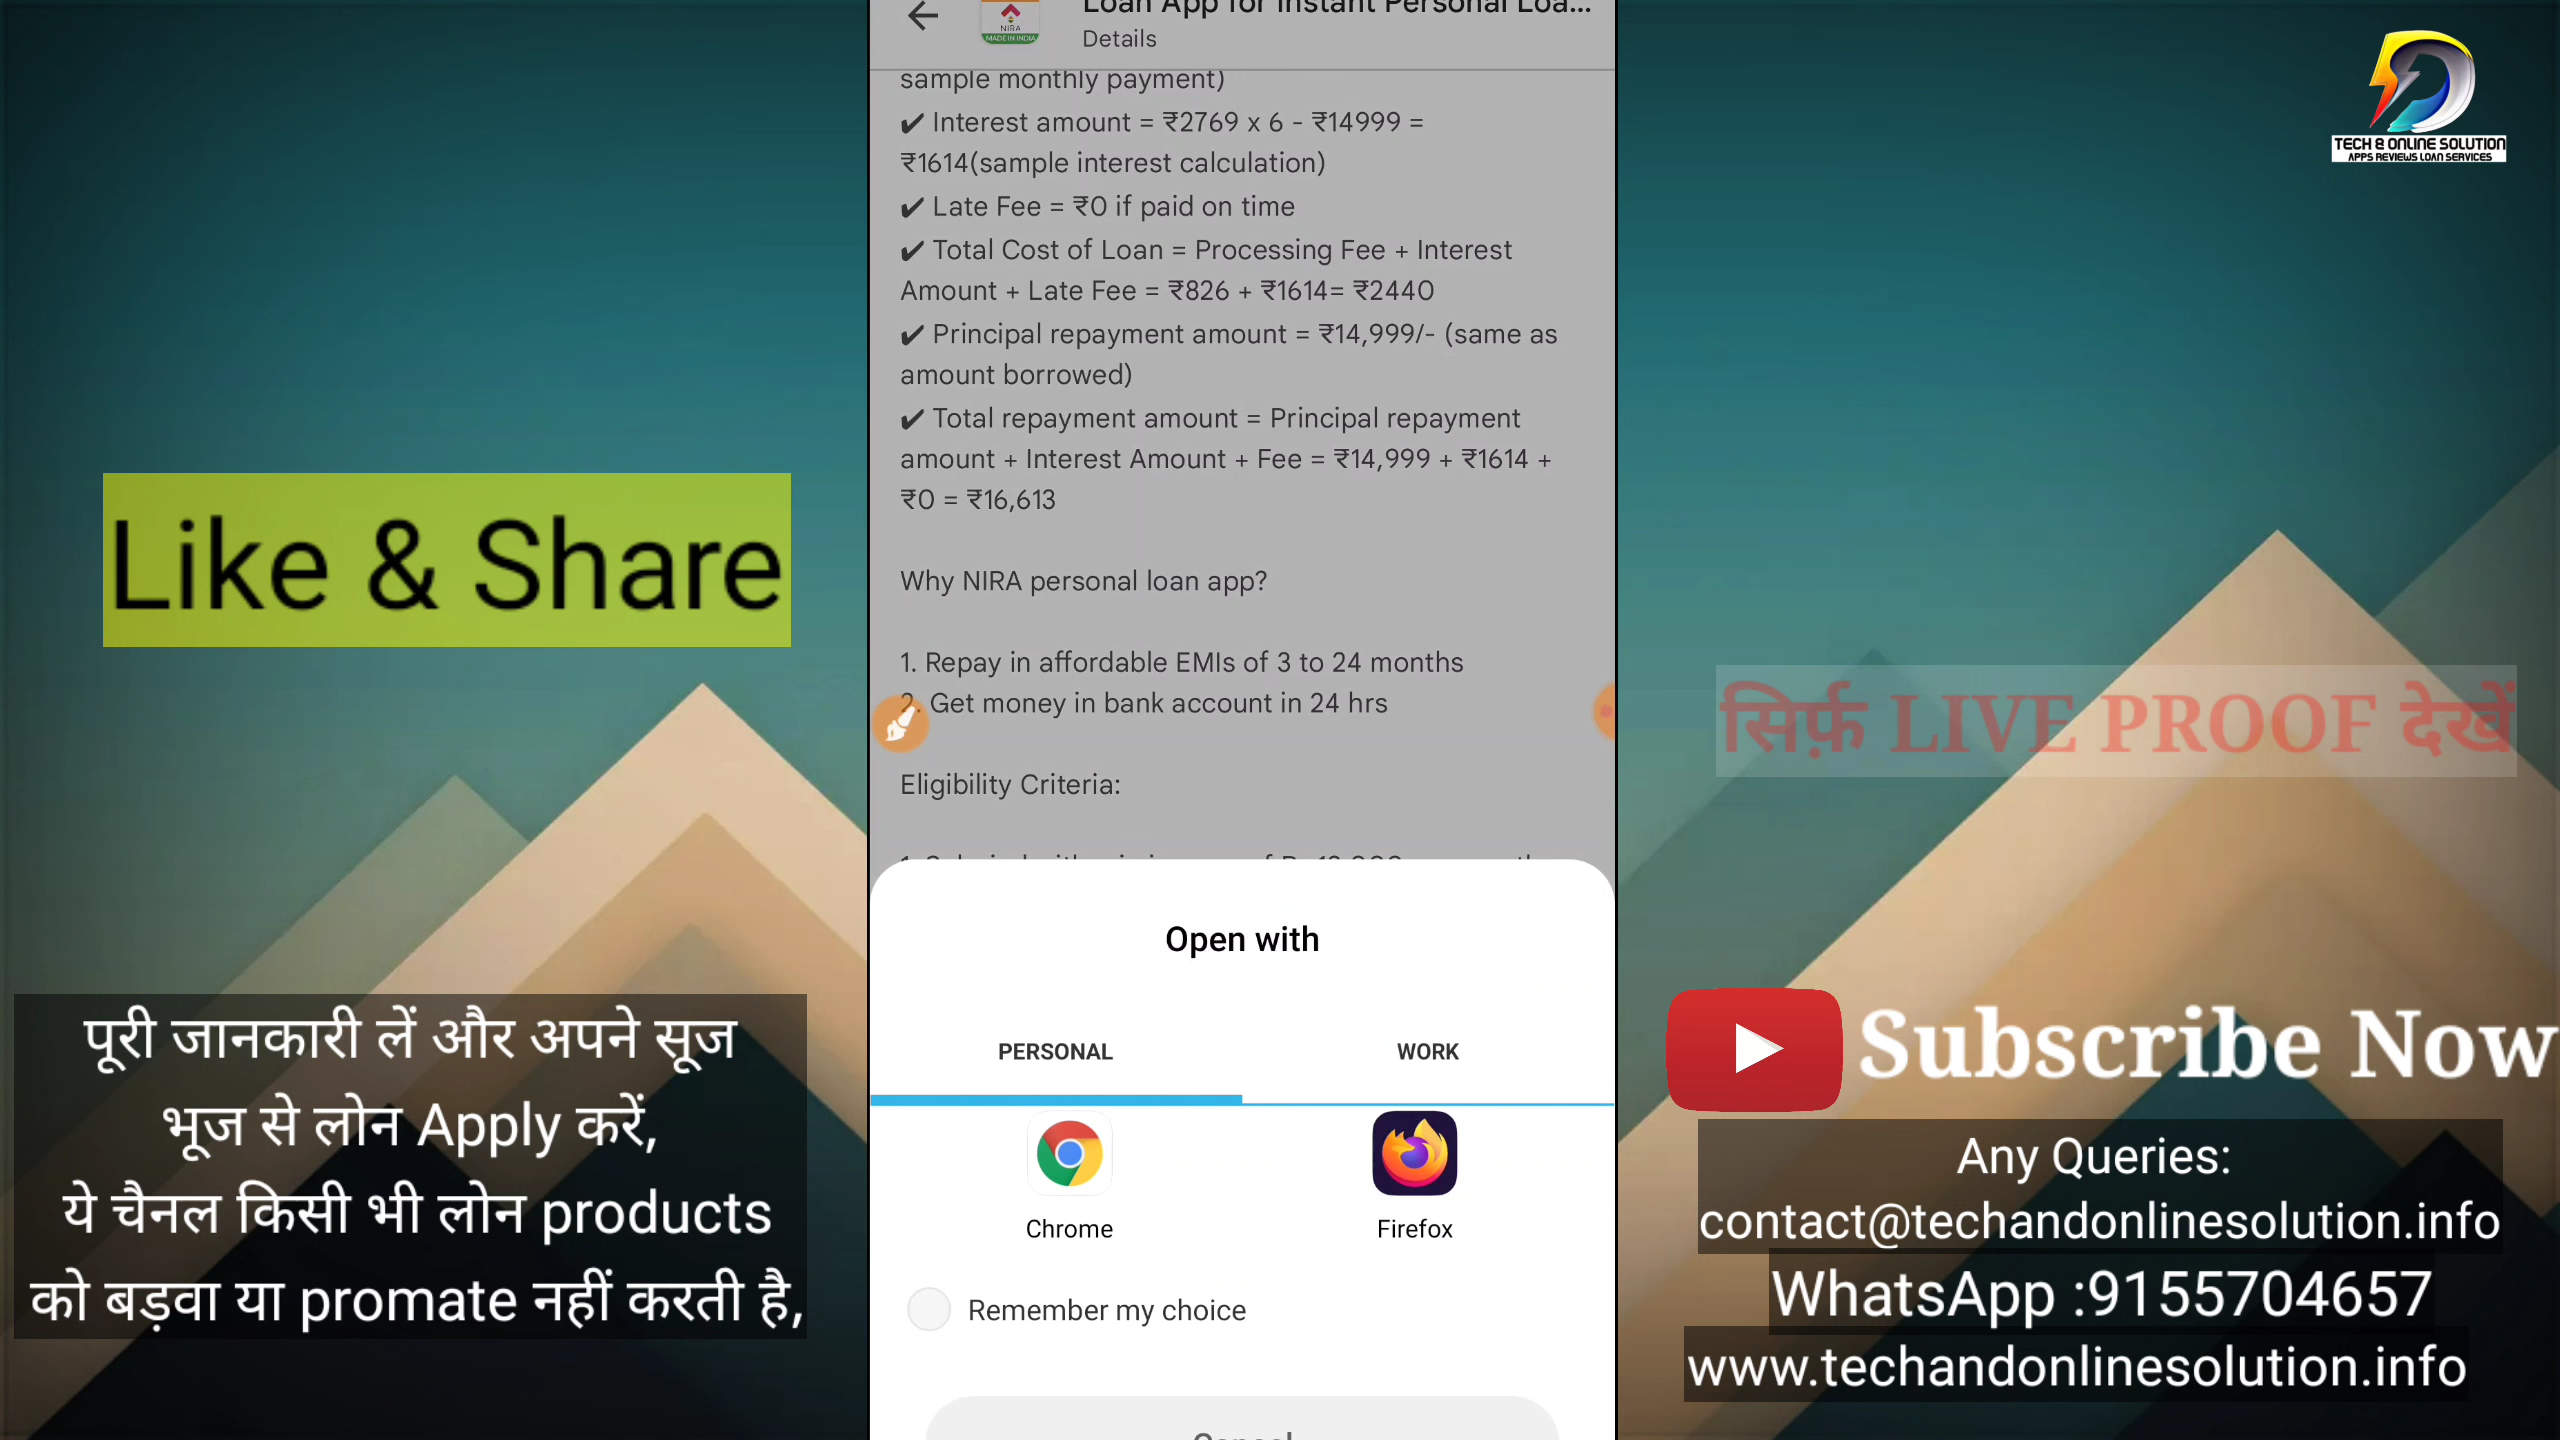 Loan App for Instant Personal Loa...
Details
NIRA
MADE IN INDIA
sample monthly payment)
✔ Interest amount = ₹2769 x 6 - ₹14999 =
₹1614(sample interest calculation)
✔ Late Fee = ₹0 if paid on time
✔ Total Cost of Loan = Processing Fee + Interest
Amount + Late Fee = ₹826 + ₹1614= ₹2440
✔ Principal repayment amount = ₹14,999/- (same as
amount borrowed)
✔ Total repayment amount = Principal repayment
amount + Interest Amount + Fee = ₹14,999 + ₹1614 +
₹0 = ₹16,613
Why NIRA personal loan app?
1. Repay in affordable EMIs of 3 to 24 months
2. Get money in bank account in 24 hrs
Eligibility Criteria:
Open with
PERSONAL
WORK
Chrome
Firefox
Remember my choice
Cancel
Like & Share
पूरी जानकारी लें और अपने सूज
भूज से लोन Apply करें,
ये चैनल किसी भी लोन products
को बड़वा या promate नहीं करती है,
TECH & ONLINE SOLUTION
APPS REVIEWS LOAN SERVICES
सिर्फ़ LIVE PROOF देखें
Subscribe Now
Any Queries:
contact@techandonlinesolution.info
WhatsApp :9155704657
www.techandonlinesolution.info